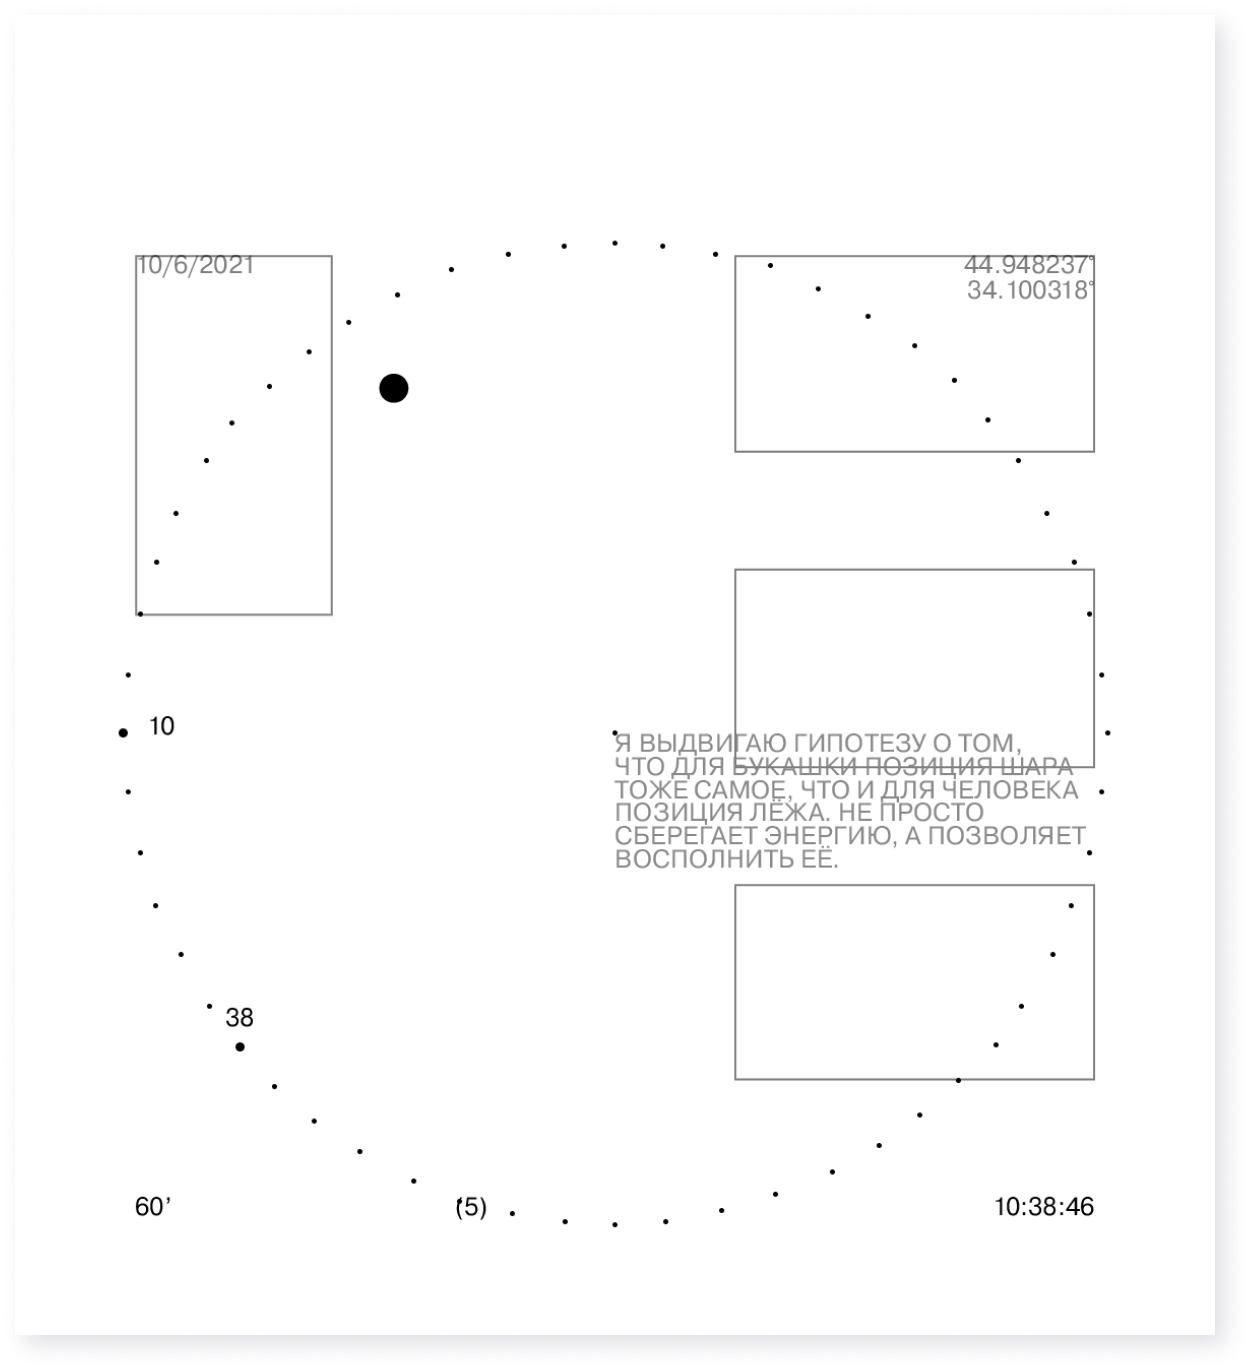 10/6/2021
44.948237°
34.100318°
10
Я ВЫДВИГАЮ ГИПОТЕЗУ О ТОМ,
ЧТО ДЛЯ БУКАШКИ ПОЗИЦИЯ ШАРА
ТОЖЕ САМОЕ, ЧТО И ДЛЯ ЧЕЛОВЕКА
ПОЗИЦИЯ ЛЁЖА. НЕ ПРОСТО
СБЕРЕГАЕТ ЭНЕРГИЮ, А ПОЗВОЛЯЕТ
ВОСПОЛНИТЬ ЕЁ.
38
60’
(5)
10:38:46